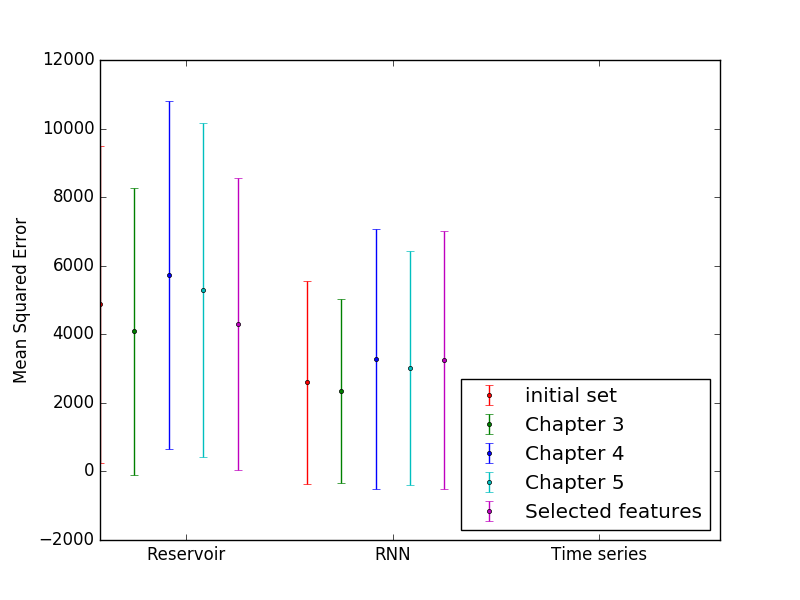 12000
10000
8000
6000
4000
2000
0
−2000
Mean Squared Error
initial set
Chapter 3
Chapter 4
Chapter 5
Selected features
Reservoir RNN Time series